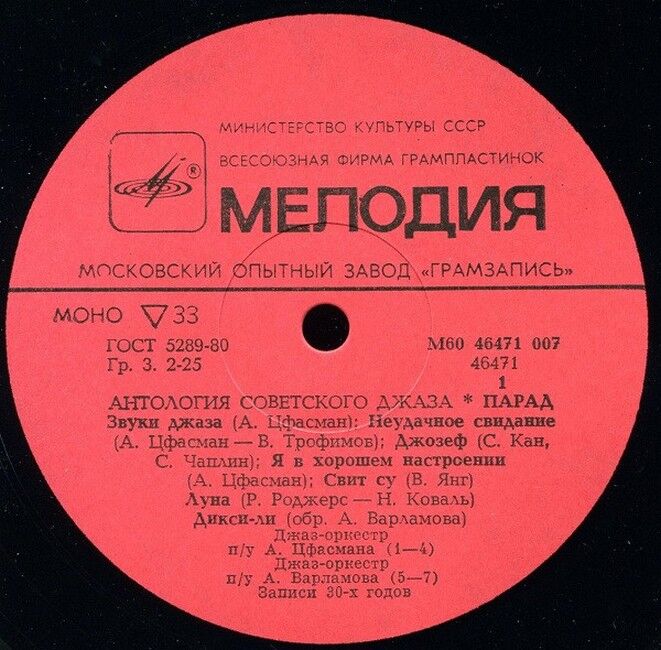 МИНИСТЕРСТВО КУЛЬТУРЫ СССР
ВСЕСОЮЗНАЯ ФИРМА ГРАМПЛАСТИНОК
®
МЕЛОДИЯ
МОСКОВСКИЙ ОПЫТНЫЙ ЗАВОД «ГРАМЗАПИСЬ»
МОНО ▽ 33
ГОСТ 5289-80 М60 46471 007
Гр. 3. 2-25 46471
1
АНТОЛОГИЯ СОВЕТСКОГО ДЖАЗА * ПАРАД
Звуки джаза (А. Цфасман); Неудачное свидание
(А. Цфасман — В. Трофимов); Джозеф (С. Кан,
С. Чаплин); Я в хорошем настроении
(А. Цфасман); Свит су (В. Янг)
Луна (Р. Роджерс — Н. Коваль)
Дикси-ли (обр. А. Варламова)
Джаз-оркестр
п/у А. Цфасмана (1—4)
Джаз-оркестр
п/у А. Варламова (5—7)
Записи 30-х годов